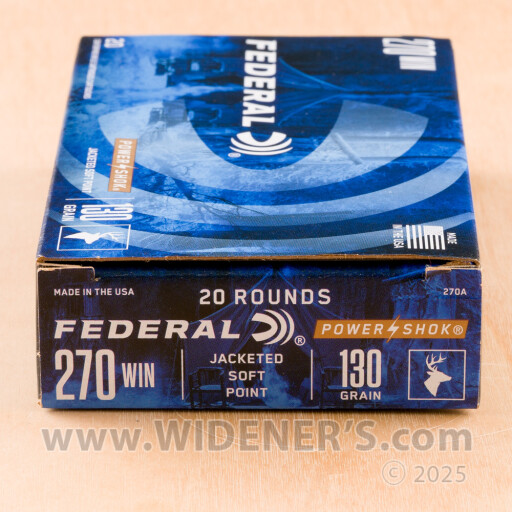 270 WIN
20
FEDERAL
POWER SHOK®
JACKETED SOFT POINT
130
GRAIN
MADE
IN THE USA
MADE IN THE USA
20 ROUNDS
270A
FEDERAL®
POWER SHOK®
270 WIN
JACKETED
SOFT
POINT
130
GRAIN
www.WIDENER'S.com
© 2025